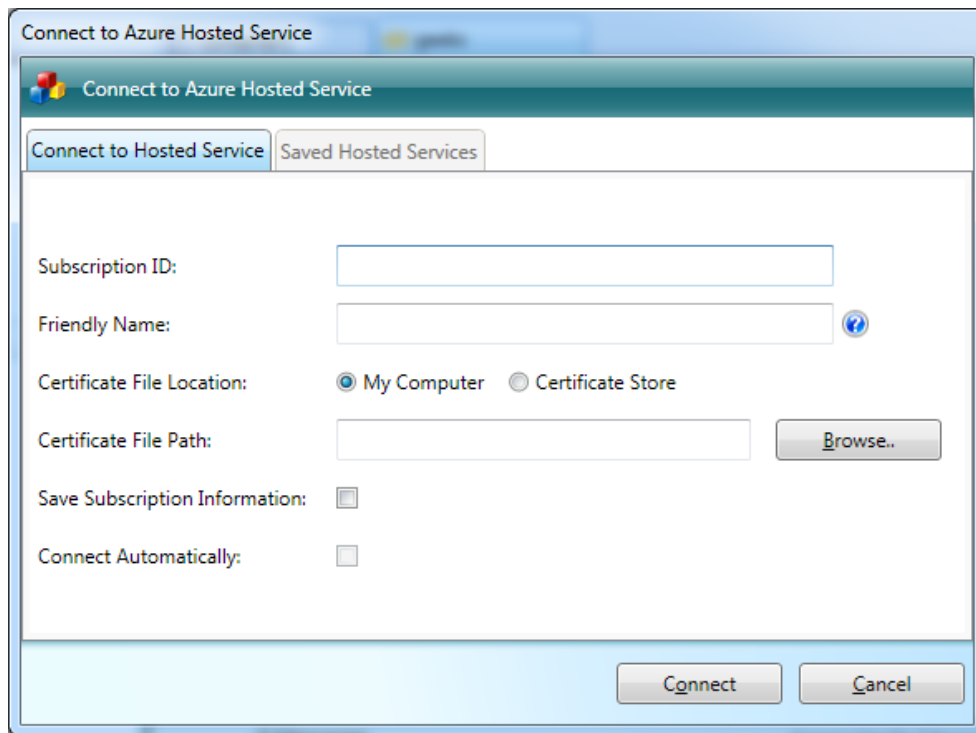 Connect to Azure Hosted Service
Connect to Azure Hosted Service
Connect to Hosted Service Saved Hosted Services
Subscription ID:
Friendly Name:
Certificate File Location: My Computer Certificate Store
Certificate File Path: Browse..
Save Subscription Information:
Connect Automatically:
Connect Cancel